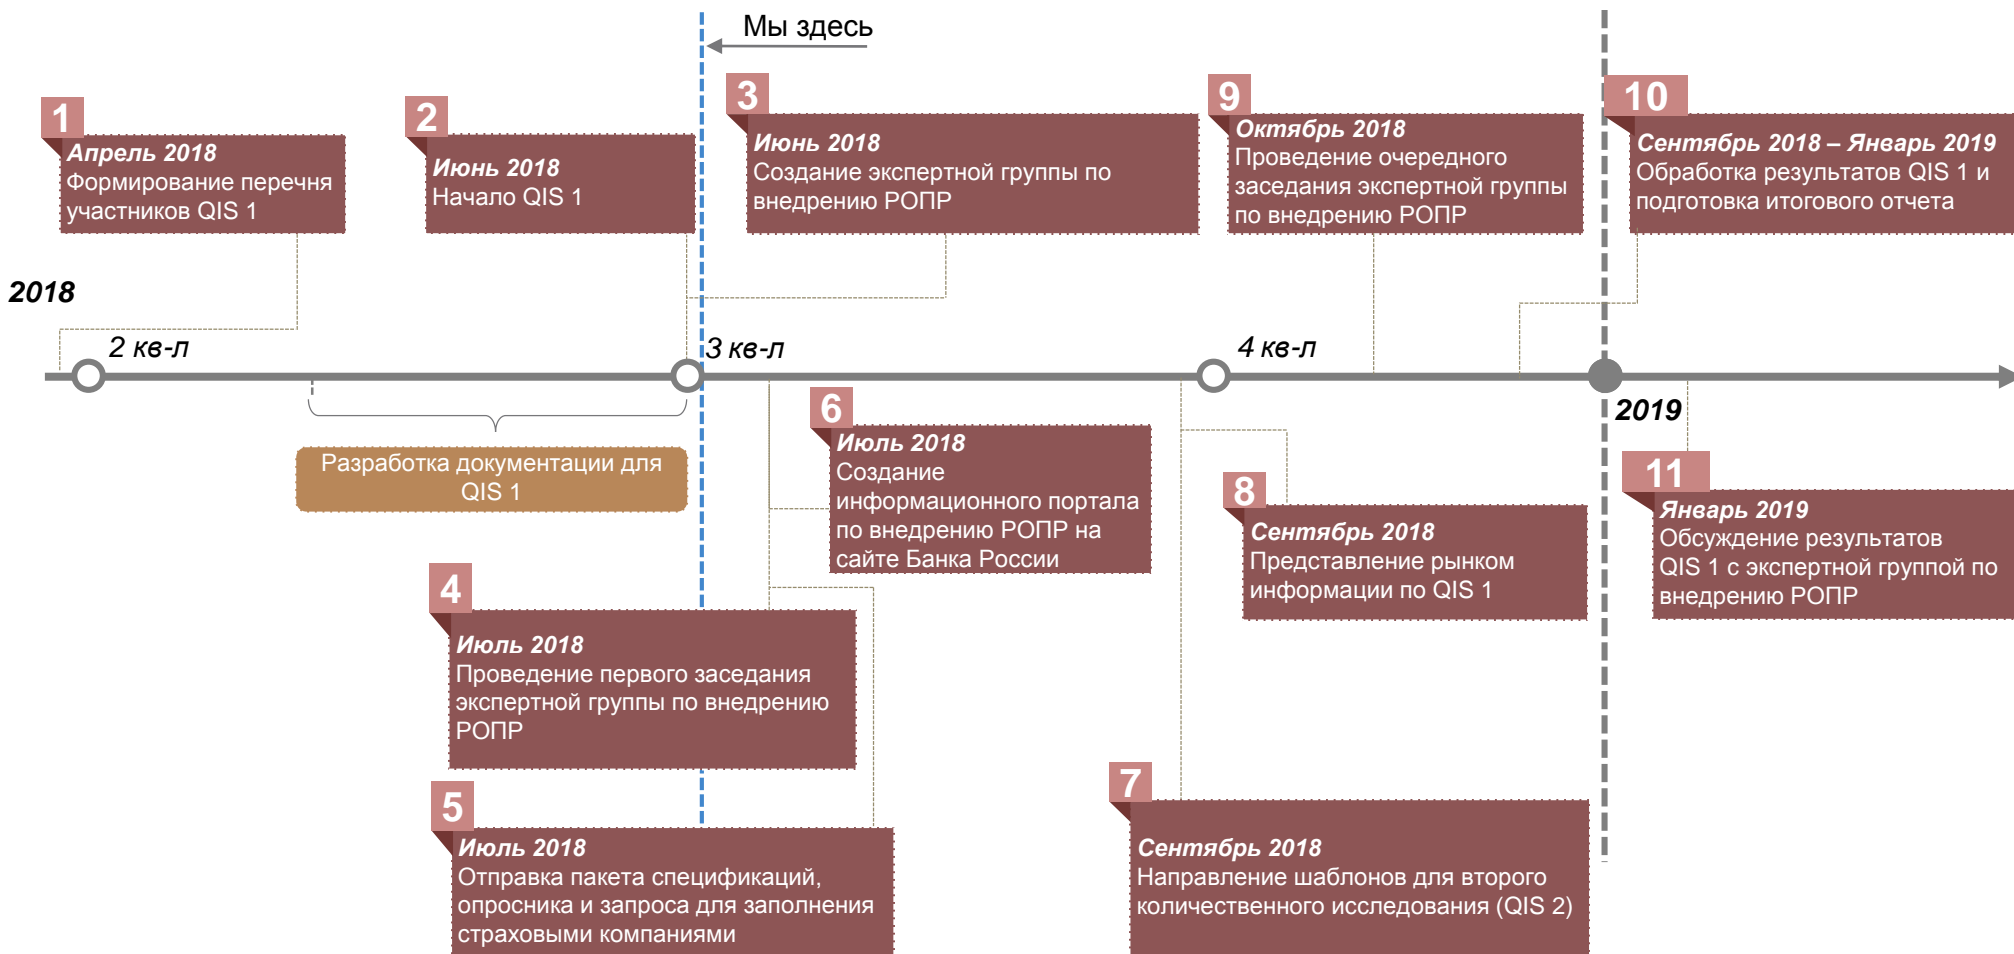 Мы здесь
1
Апрель 2018
Формирование перечня
участников QIS 1
2
Июнь 2018
Начало QIS 1
3
Июнь 2018
Создание экспертной группы по
внедрению РОПР
9
Октябрь 2018
Проведение очередного
заседания экспертной группы
по внедрению РОПР
10
Сентябрь 2018 – Январь 2019
Обработка результатов QIS 1 и
подготовка итогового отчета
2018
2 кв-л
3 кв-л
4 кв-л
2019
Разработка документации для
QIS 1
6
Июль 2018
Создание
информационного портала
по внедрению РОПР на
сайте Банка России
8
Сентябрь 2018
Представление рынком
информации по QIS 1
11
Январь 2019
Обсуждение результатов
QIS 1 с экспертной группой по
внедрению РОПР
4
Июль 2018
Проведение первого заседания
экспертной группы по внедрению
РОПР
5
Июль 2018
Отправка пакета спецификаций,
опросника и запроса для заполнения
страховыми компаниями
7
Сентябрь 2018
Направление шаблонов для второго
количественного исследования (QIS 2)